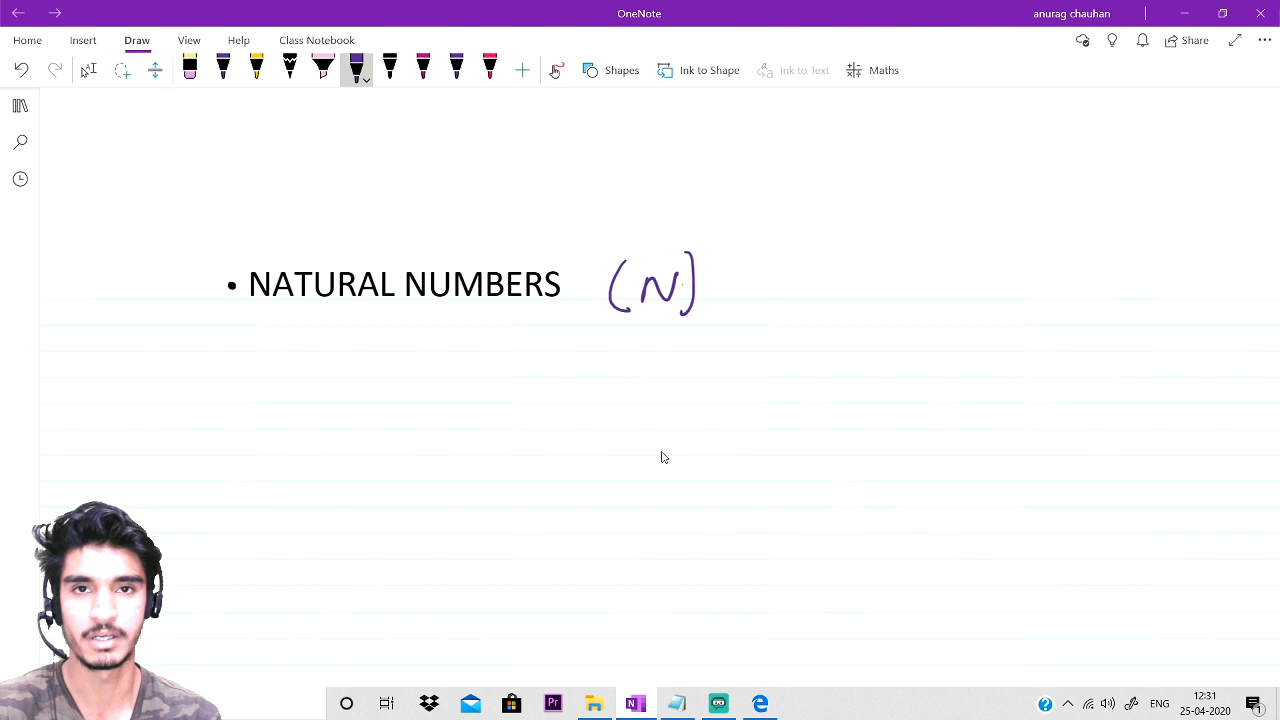 OneNote
anurag chauhan
Home Insert Draw View Help Class Notebook
Share
Shapes Ink to Shape Ink to Text Maths
• NATURAL NUMBERS (N)
12:31
ENG
25-10-2020